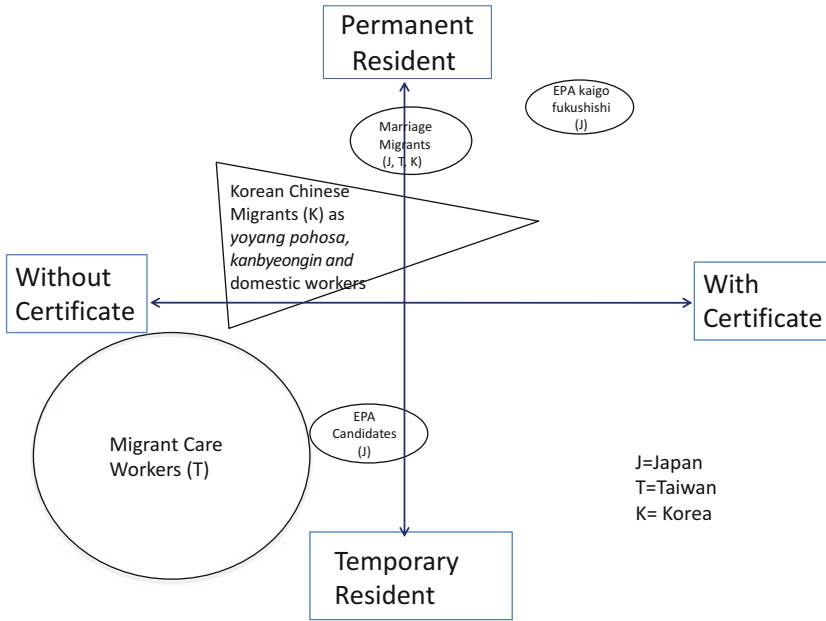 Permanent
Resident
EPA kaigo
fukushishi
(J)
Marriage
Migrants
(J, T, K)
Korean Chinese
Migrants (K) as
yoyang pohosa,
kanbyeongin and
domestic workers
Without
Certificate
With
Certificate
Migrant Care
Workers (T)
EPA
Candidates
(J)
J=Japan
T=Taiwan
K= Korea
Temporary
Resident